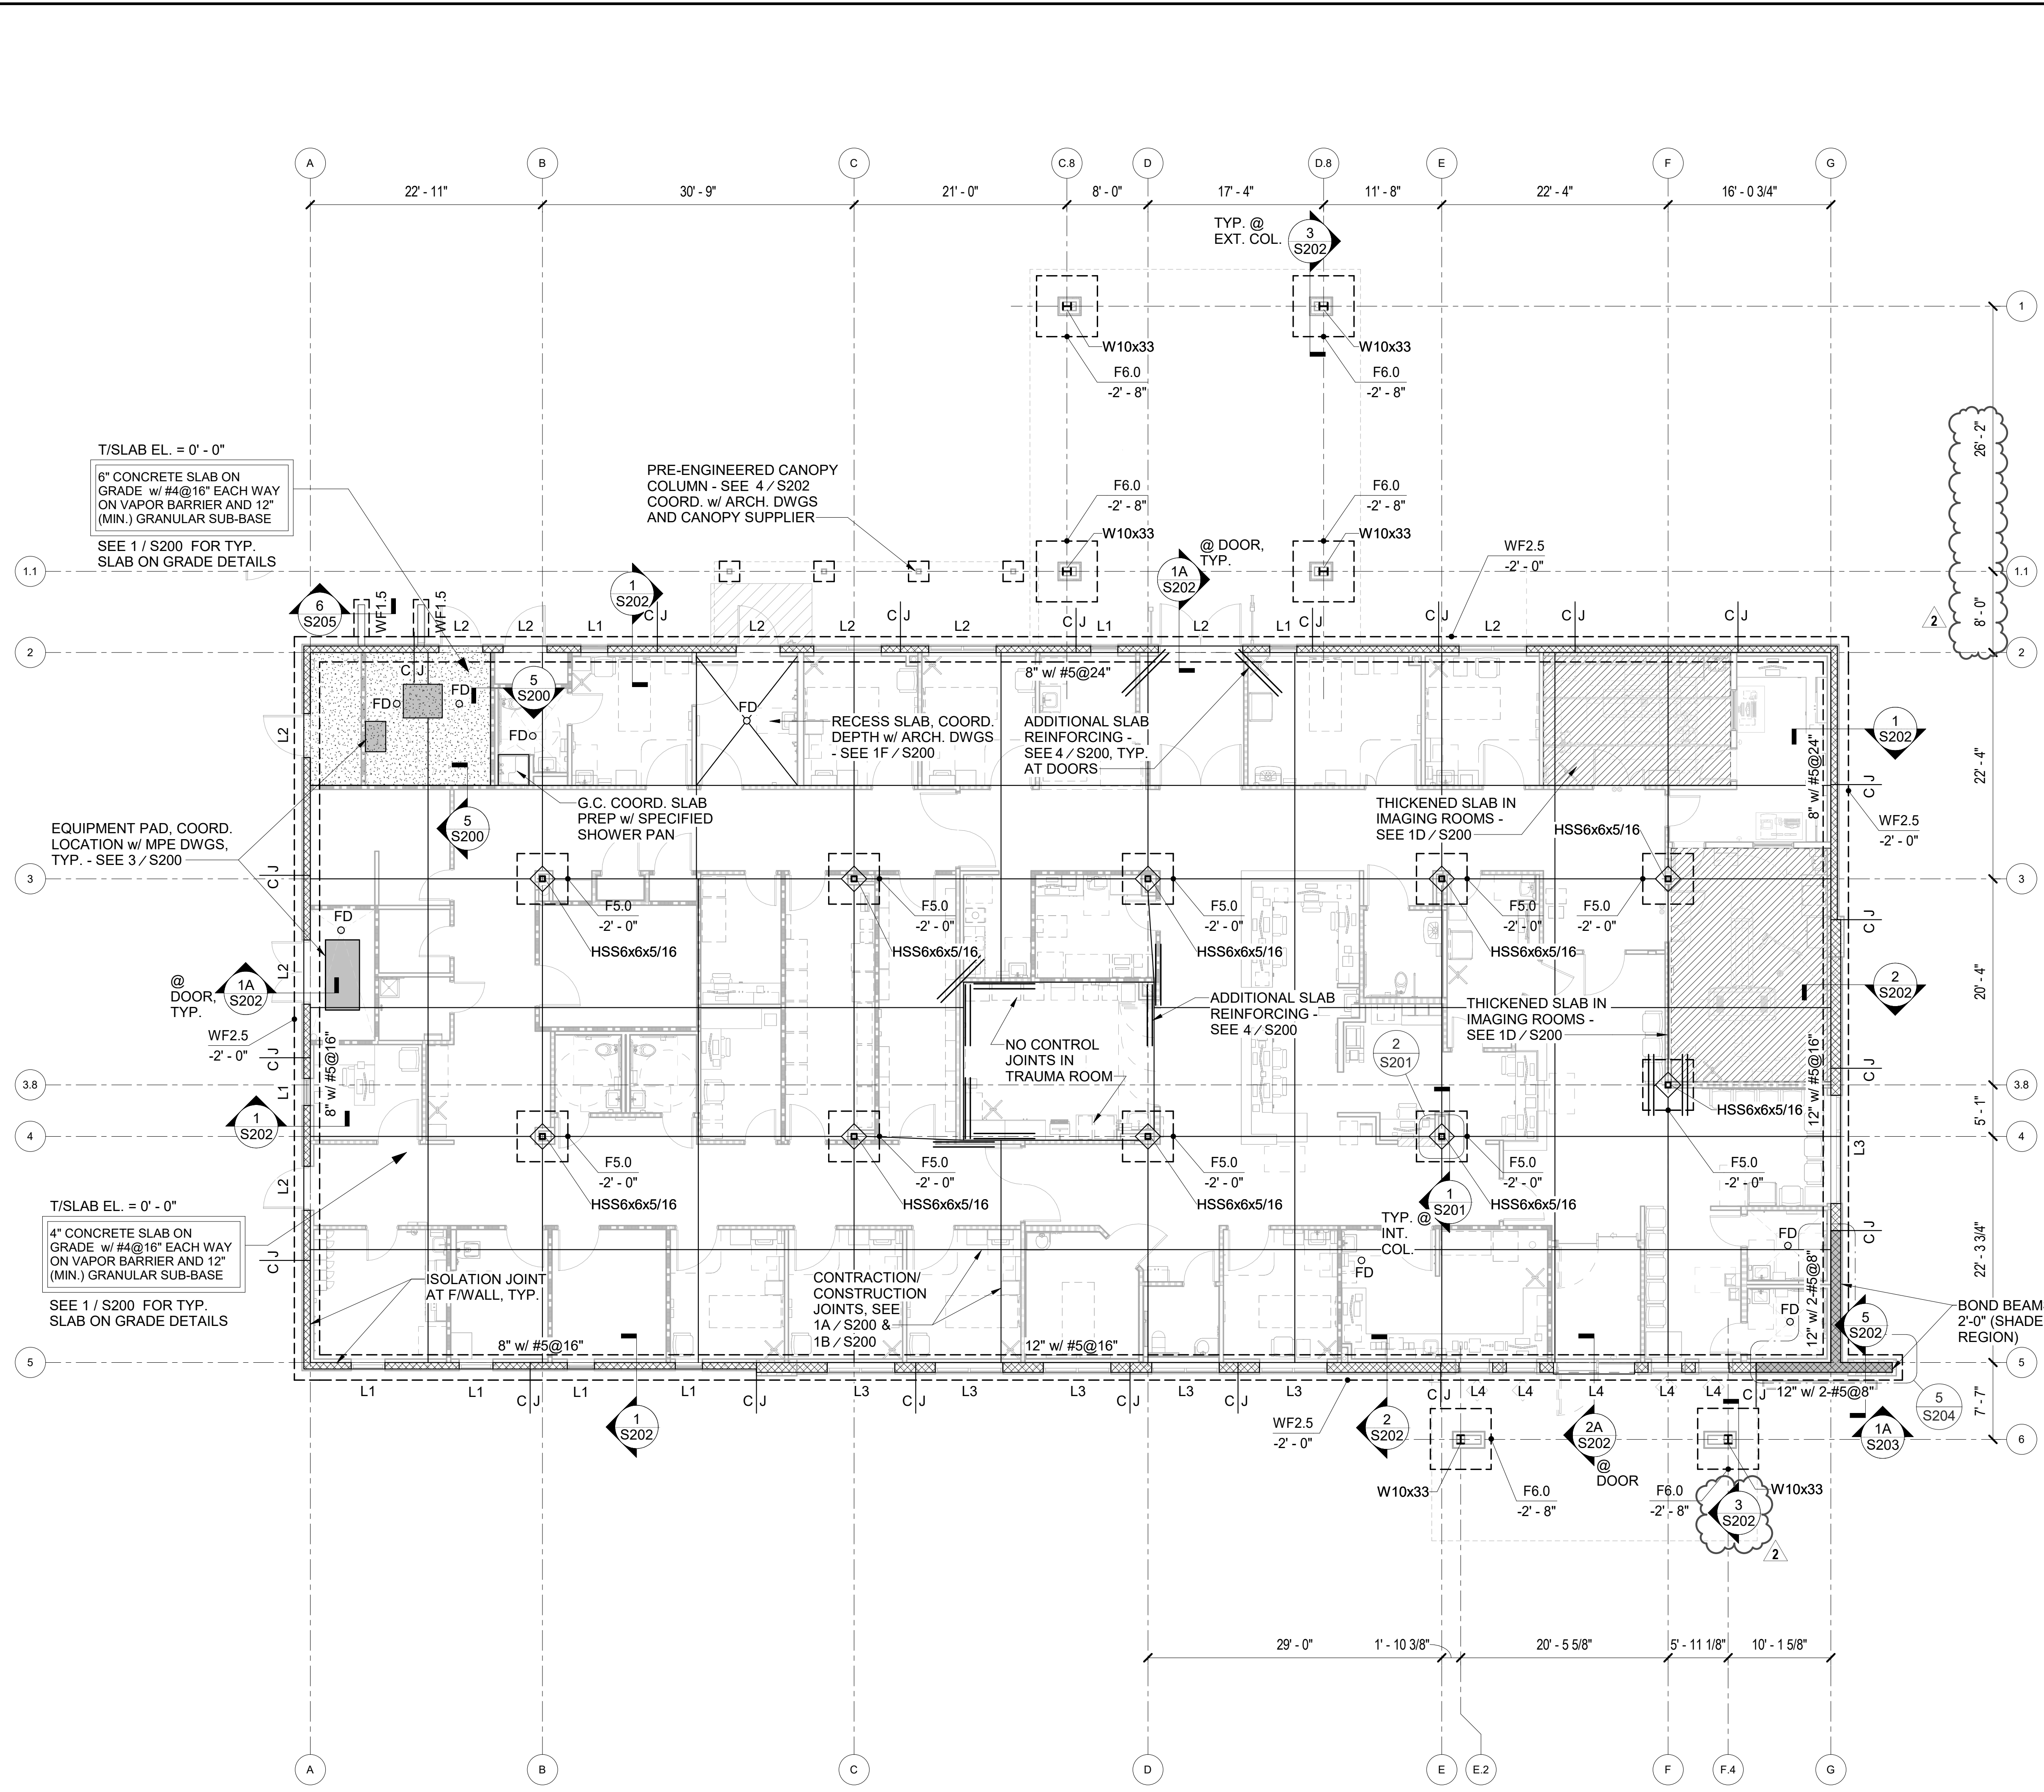 A
B
C
C.8
D
D.8
E
F
G
22' - 11"
30' - 9"
21' - 0"
8' - 0"
17' - 4"
11' - 8"
22' - 4"
16' - 0 3/4"
TYP. @
EXT. COL.
3
S202
1
W10x33
W10x33
F6.0
-2' - 8"
F6.0
-2' - 8"
26' - 2"
T/SLAB EL. = 0' - 0"
6" CONCRETE SLAB ON
GRADE w/ #4@16" EACH WAY
ON VAPOR BARRIER AND 12"
(MIN.) GRANULAR SUB-BASE
SEE 1 / S200 FOR TYP.
SLAB ON GRADE DETAILS
PRE-ENGINEERED CANOPY
COLUMN - SEE 4 / S202
COORD. w/ ARCH. DWGS
AND CANOPY SUPPLIER
F6.0
-2' - 8"
F6.0
-2' - 8"
W10x33
W10x33
@ DOOR,
TYP.
1A
S202
WF2.5
-2' - 0"
1.1
1.1
6
S205
WF1.5
WF1.5
1
S202
8' - 0"
2
L2
L2
L1
C J
L2
L2
C J
L2
C J
L1
L2
L1
C J
C J
L2
C J
C J
2
2
8" w/ #5@24"
C J
FD
FD
5
S200
FD
FD
RECESS SLAB, COORD.
DEPTH w/ ARCH. DWGS
- SEE 1F / S200
ADDITIONAL SLAB
REINFORCING -
SEE 4 / S200, TYP.
AT DOORS
1
S202
L2
8" w/ #5@24"
C J
22' - 4"
G.C. COORD. SLAB
PREP w/ SPECIFIED
SHOWER PAN
5
S200
THICKENED SLAB IN
IMAGING ROOMS -
SEE 1D / S200
HSS6x6x5/16
WF2.5
-2' - 0"
EQUIPMENT PAD, COORD.
LOCATION w/ MPE DWGS,
TYP. - SEE 3 / S200
3
3
C J
F5.0
-2' - 0"
F5.0
-2' - 0"
F5.0
-2' - 0"
F5.0
-2' - 0"
F5.0
-2' - 0"
C J
FD
HSS6x6x5/16
HSS6x6x5/16
HSS6x6x5/16
HSS6x6x5/16
@
DOOR,
TYP.
1A
S202
L2
2
S202
20' - 4"
ADDITIONAL SLAB
REINFORCING -
SEE 4 / S200
THICKENED SLAB IN
IMAGING ROOMS -
SEE 1D / S200
WF2.5
-2' - 0"
NO CONTROL
JOINTS IN
TRAUMA ROOM
2
S201
C J
8" w/ #5@16"
12" w/ #5@16"
C J
3.8
3.8
L1
HSS6x6x5/16
1
S202
5' - 1"
4
4
L3
F5.0
-2' - 0"
F5.0
-2' - 0"
F5.0
-2' - 0"
F5.0
-2' - 0"
F5.0
-2' - 0"
L2
HSS6x6x5/16
HSS6x6x5/16
HSS6x6x5/16
HSS6x6x5/16
1
S201
TYP. @
INT.
COL.
T/SLAB EL. = 0' - 0"
4" CONCRETE SLAB ON
GRADE w/ #4@16" EACH WAY
ON VAPOR BARRIER AND 12"
(MIN.) GRANULAR SUB-BASE
SEE 1 / S200 FOR TYP.
SLAB ON GRADE DETAILS
C J
ISOLATION JOINT
AT F/WALL, TYP.
CONTRACTION/
CONSTRUCTION
JOINTS, SEE
1A / S200 &
1B / S200
FD
FD
FD
C J
12" w/ 2-#5@8"
22' - 3 3/4"
BOND BEAM
2'-0" (SHADE
REGION)
5
S202
8" w/ #5@16"
12" w/ #5@16"
5
5
L1
L1
L1
L1
L3
L3
L3
L3
L3
L4
L4
L4
L4
L4
C J
C J
C J
C J
C J
C J
12" w/ 2-#5@8"
5
S204
7' - 7"
1
S202
WF2.5
-2' - 0"
2
S202
2A
S202
@
DOOR
1A
S203
6
W10x33
F6.0
-2' - 8"
F6.0
-2' - 8"
W10x33
3
S202
2
29' - 0"
1' - 10 3/8"
20' - 5 5/8"
5' - 11 1/8"
10' - 1 5/8"
A
B
C
D
E
E.2
F
F.4
G